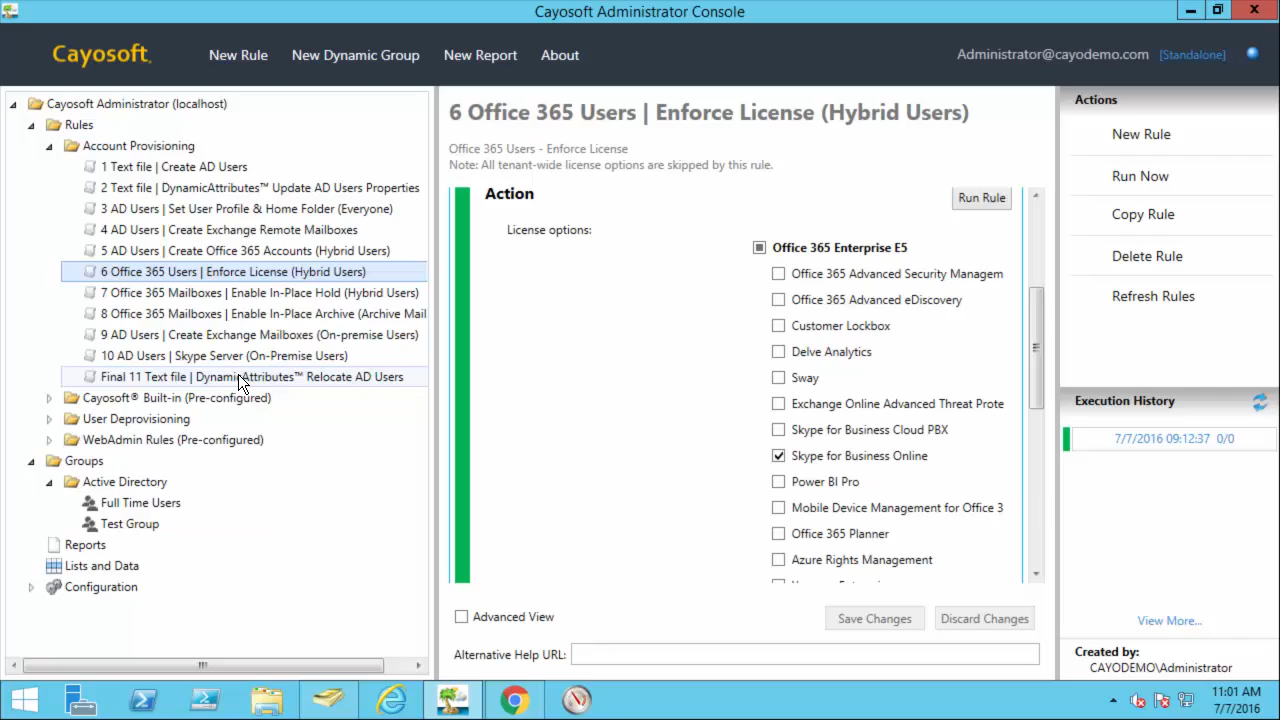 Cayosoft Administrator Console
Cayosoft
New Rule
New Dynamic Group
New Report
About
Administrator@cayodemo.com
[Standalone]
Cayosoft Administrator (localhost)
Rules
Account Provisioning
1 Text file | Create AD Users
2 Text file | DynamicAttributes™ Update AD Users Properties
3 AD Users | Set User Profile & Home Folder (Everyone)
4 AD Users | Create Exchange Remote Mailboxes
5 AD Users | Create Office 365 Accounts (Hybrid Users)
6 Office 365 Users | Enforce License (Hybrid Users)
7 Office 365 Mailboxes | Enable In-Place Hold (Hybrid Users)
8 Office 365 Mailboxes | Enable In-Place Archive (Archive Mail
9 AD Users | Create Exchange Mailboxes (On-premise Users)
10 AD Users | Skype Server (On-Premise Users)
Final 11 Text file | DynamicAttributes™ Relocate AD Users
Cayosoft® Built-in (Pre-configured)
User Deprovisioning
WebAdmin Rules (Pre-configured)
Groups
Active Directory
Full Time Users
Test Group
Reports
Lists and Data
Configuration
6 Office 365 Users | Enforce License (Hybrid Users)
Office 365 Users - Enforce License
Note: All tenant-wide license options are skipped by this rule.
Action
Run Rule
License options:
Office 365 Enterprise E5
Office 365 Advanced Security Managem
Office 365 Advanced eDiscovery
Customer Lockbox
Delve Analytics
Sway
Exchange Online Advanced Threat Prote
Skype for Business Cloud PBX
Skype for Business Online
Power BI Pro
Mobile Device Management for Office 3
Office 365 Planner
Azure Rights Management
Advanced View
Save Changes
Discard Changes
Alternative Help URL:
Actions
New Rule
Run Now
Copy Rule
Delete Rule
Refresh Rules
Execution History
7/7/2016 09:12:37 0/0
View More...
Created by:
CAYODEMO\Administrator
11:01 AM
7/7/2016